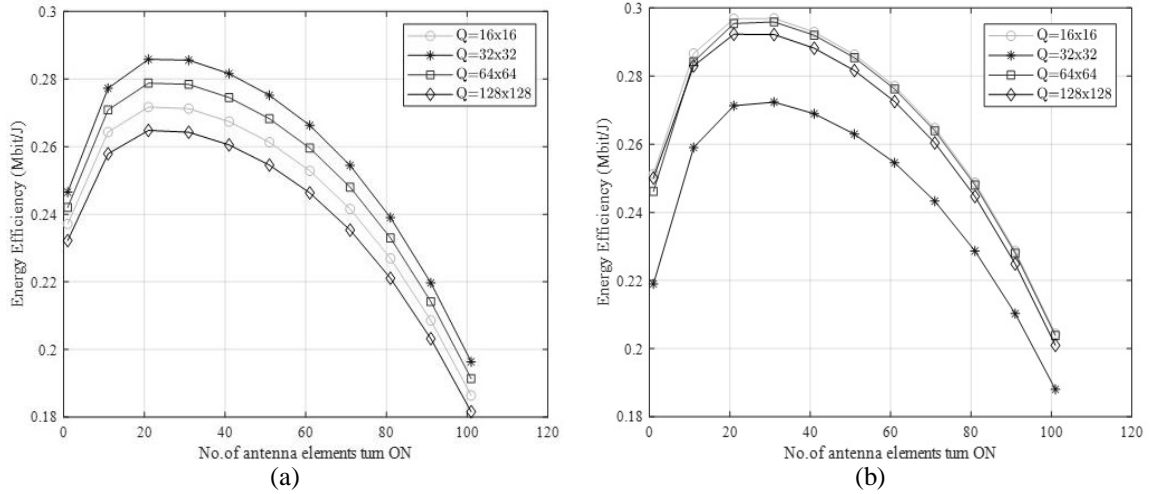 0.3
0.28
0.26
0.24
0.22
0.2
0.18
Energy Efficiency (Mbit/J)
Q=16x16
Q=32x32
Q=64x64
Q=128x128
0 20 40 60 80 100 120
No.of antenna elements turn ON
(a)
0.3
0.28
0.26
0.24
0.22
0.2
0.18
Energy Efficiency (Mbit/J)
Q=16x16
Q=32x32
Q=64x64
Q=128x128
0 20 40 60 80 100 120
No.of antenna elements turn ON
(b)